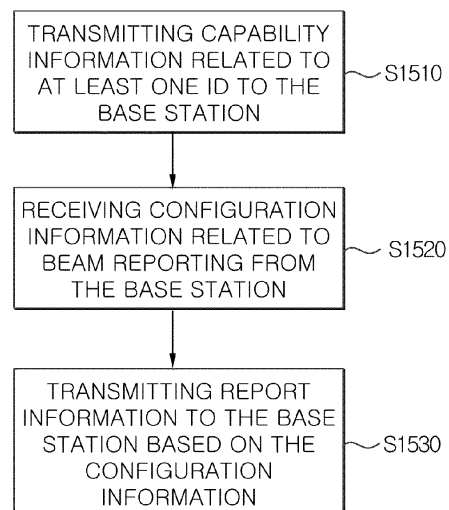 TRANSMITTING CAPABILITY
INFORMATION RELATED TO
AT LEAST ONE ID TO THE
BASE STATION
S1510
RECEIVING CONFIGURATION
INFORMATION RELATED TO
BEAM REPORTING FROM
THE BASE STATION
S1520
TRANSMITTING REPORT
INFORMATION TO THE BASE
STATION BASED ON THE
CONFIGURATION
INFORMATION
S1530